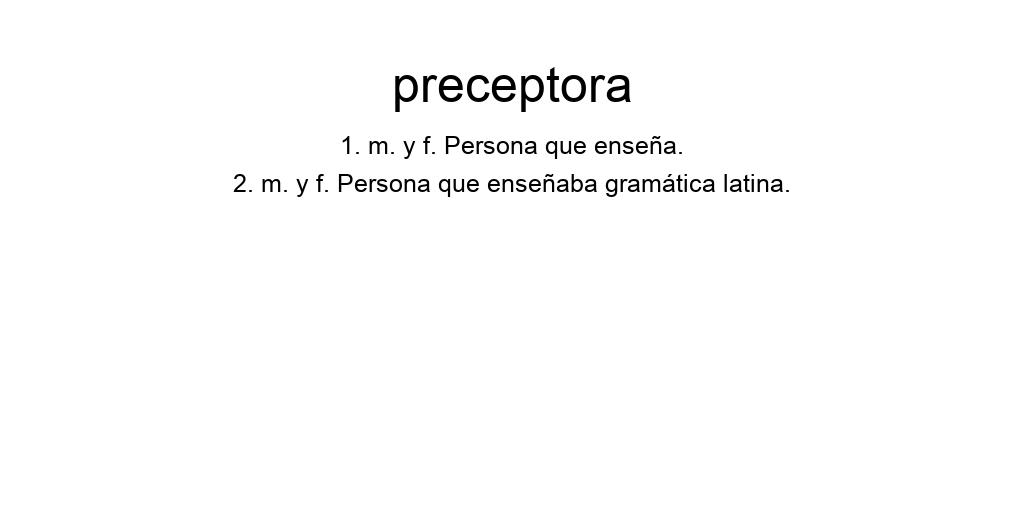 preceptora
1. m. y f. Persona que enseña.
2. m. y f. Persona que enseñaba gramática latina.